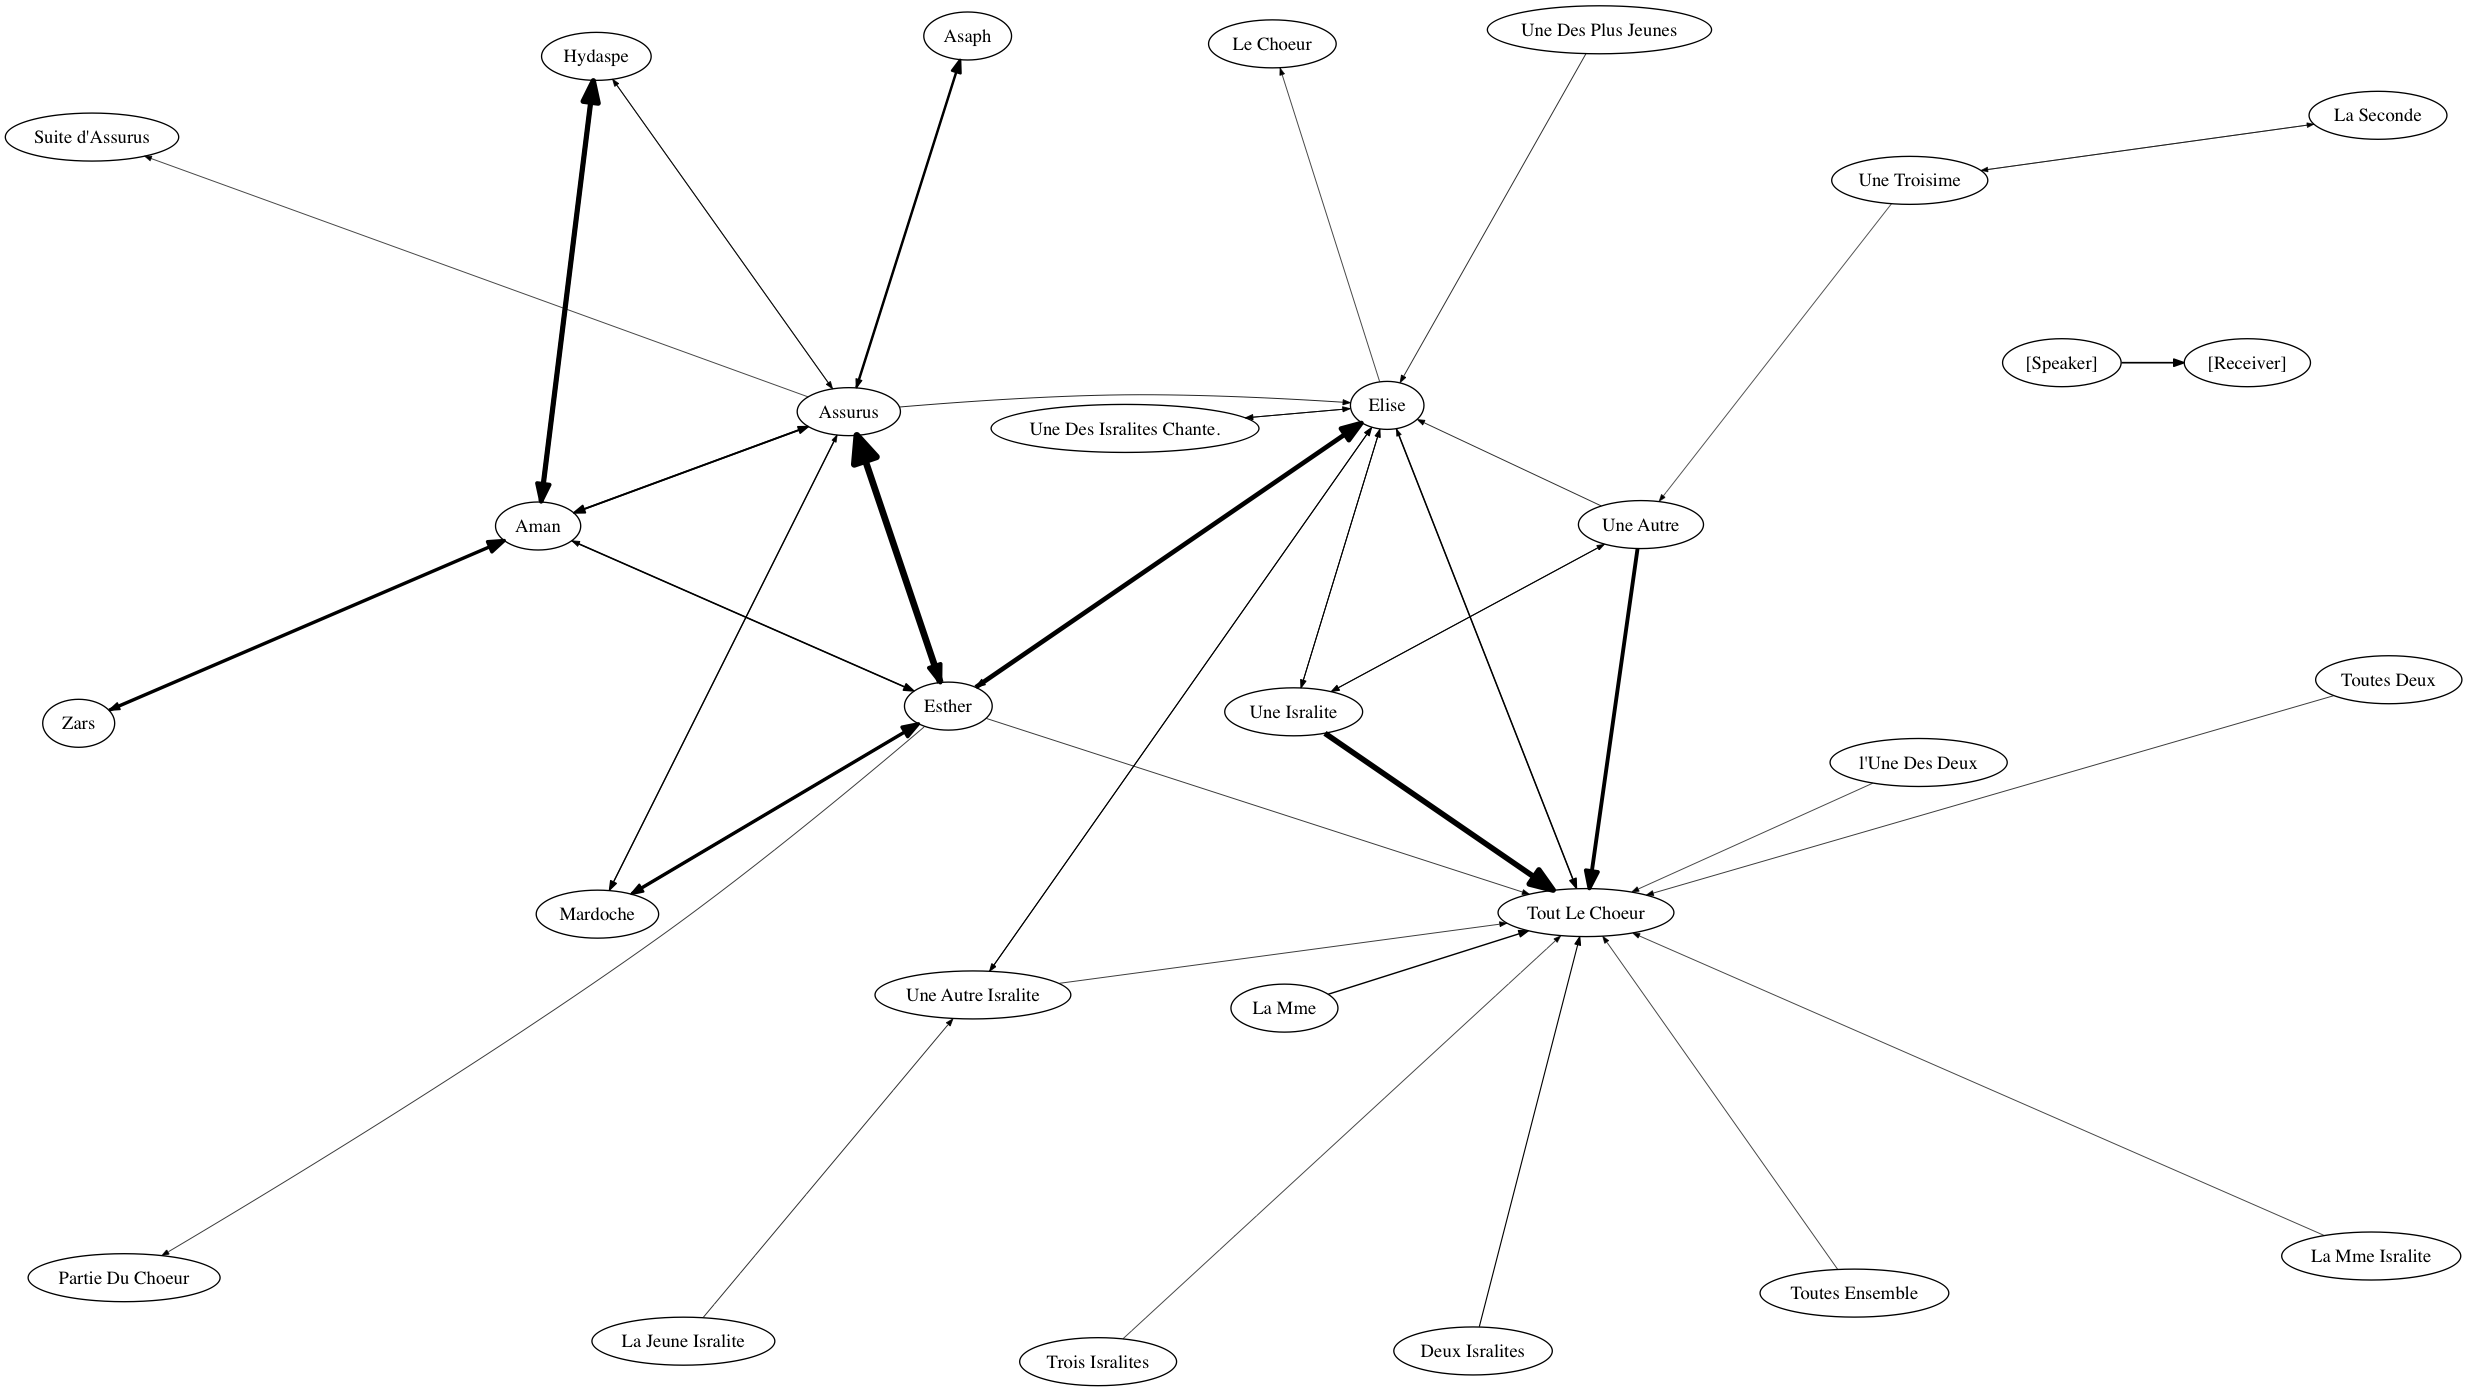 Une Des Plus Jeunes
Asaph
Le Choeur
Hydaspe
La Seconde
Suite d'Assurus
Une Troisime
[Speaker]
[Receiver]
Elise
Assurus
Une Des Isralites Chante.
Une Autre
Aman
Toutes Deux
Esther
Une Isralite
Zars
l'Une Des Deux
Tout Le Choeur
Mardoche
Une Autre Isralite
La Mme
La Mme Isralite
Partie Du Choeur
Toutes Ensemble
La Jeune Isralite
Deux Isralites
Trois Isralites